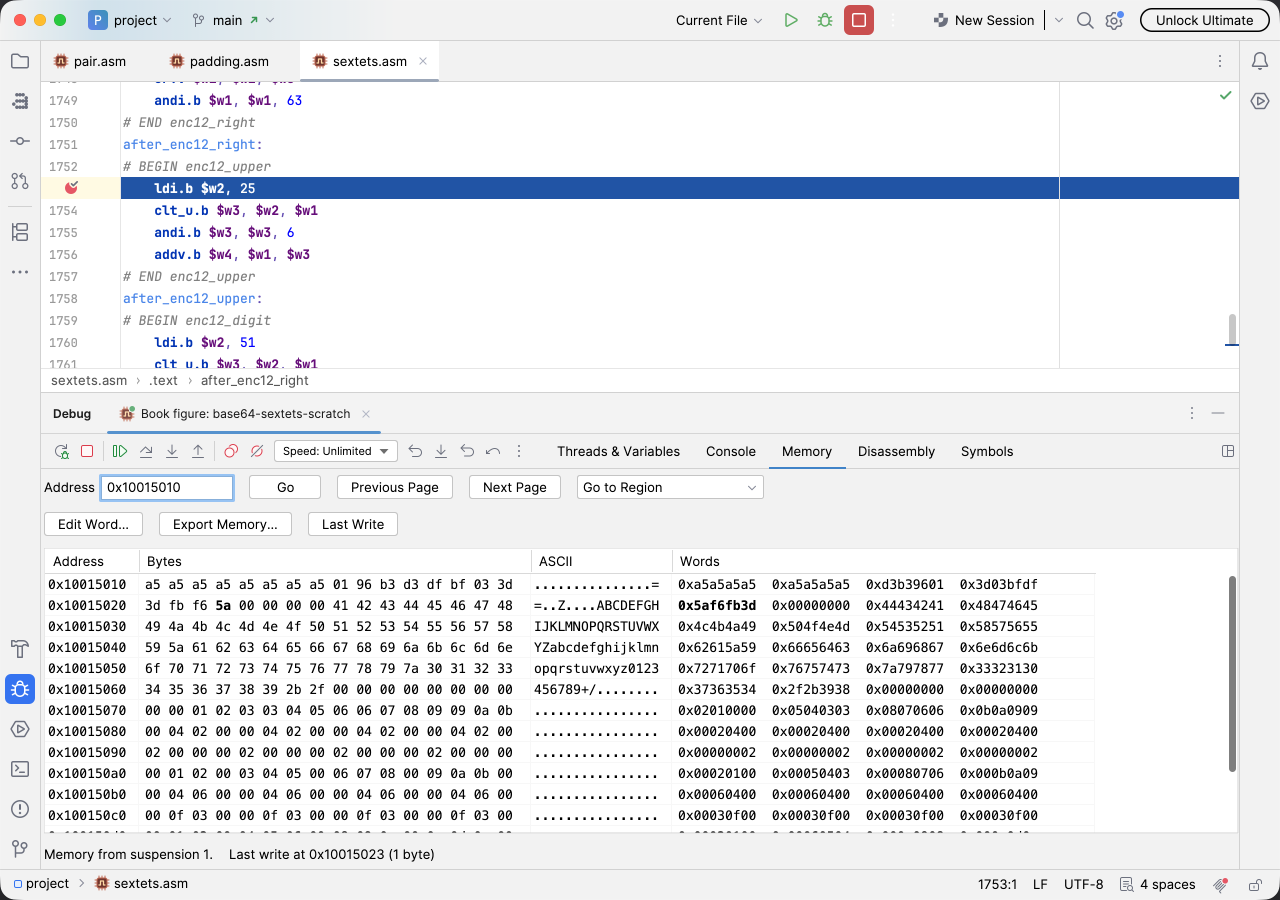 P project main Current File New Session Unlock Ultimate
pair.asm padding.asm sextets.asm
1749 andi.b $w1, $w1, 63
1750 # END enc12_right
1751 after_enc12_right:
1752 # BEGIN enc12_upper
ldi.b $w2, 25
1754 clt_u.b $w3, $w2, $w1
1755 andi.b $w3, $w3, 6
1756 addv.b $w4, $w1, $w3
1757 # END enc12_upper
1758 after_enc12_upper:
1759 # BEGIN enc12_digit
1760 ldi.b $w2, 51
1761 clt_u.b $w3, $w2, $w1
sextets.asm › .text › after_enc12_right
Debug Book figure: base64-sextets-scratch
Speed: Unlimited Threads & Variables Console Memory Disassembly Symbols
Address 0x10015010 Go Previous Page Next Page Go to Region
Edit Word... Export Memory... Last Write
Address Bytes ASCII Words
0x10015010 a5 a5 a5 a5 a5 a5 a5 a5 01 96 b3 d3 df bf 03 3d ...............= 0xa5a5a5a5 0xa5a5a5a5 0xd3b39601 0x3d03bfdf
0x10015020 3d fb f6 5a 00 00 00 00 41 42 43 44 45 46 47 48 =..Z....ABCDEFGH 0x5af6fb3d 0x00000000 0x44434241 0x48474645
0x10015030 49 4a 4b 4c 4d 4e 4f 50 51 52 53 54 55 56 57 58 IJKLMNOPQRSTUVWX 0x4c4b4a49 0x504f4e4d 0x54535251 0x58575655
0x10015040 59 5a 61 62 63 64 65 66 67 68 69 6a 6b 6c 6d 6e YZabcdefghijklmn 0x62615a59 0x66656463 0x6a696867 0x6e6d6c6b
0x10015050 6f 70 71 72 73 74 75 76 77 78 79 7a 30 31 32 33 opqrstuvwxyz0123 0x7271706f 0x76757473 0x7a797877 0x33323130
0x10015060 34 35 36 37 38 39 2b 2f 00 00 00 00 00 00 00 00 456789+/........ 0x37363534 0x2f2b3938 0x00000000 0x00000000
0x10015070 00 00 01 02 03 03 04 05 06 06 07 08 09 09 0a 0b ................ 0x02010000 0x05040303 0x08070606 0x0b0a0909
0x10015080 00 04 02 00 00 04 02 00 00 04 02 00 00 04 02 00 ................ 0x00020400 0x00020400 0x00020400 0x00020400
0x10015090 02 00 00 00 02 00 00 00 02 00 00 00 02 00 00 00 ................ 0x00000002 0x00000002 0x00000002 0x00000002
0x100150a0 00 01 02 00 03 04 05 00 06 07 08 00 09 0a 0b 00 ................ 0x00020100 0x00050403 0x00080706 0x000b0a09
0x100150b0 00 04 06 00 00 04 06 00 00 04 06 00 00 04 06 00 ................ 0x00060400 0x00060400 0x00060400 0x00060400
0x100150c0 00 0f 03 00 00 0f 03 00 00 0f 03 00 00 0f 03 00 ................ 0x00030f00 0x00030f00 0x00030f00 0x00030f00
Memory from suspension 1. Last write at 0x10015023 (1 byte)
project › sextets.asm 1753:1 LF UTF-8 4 spaces